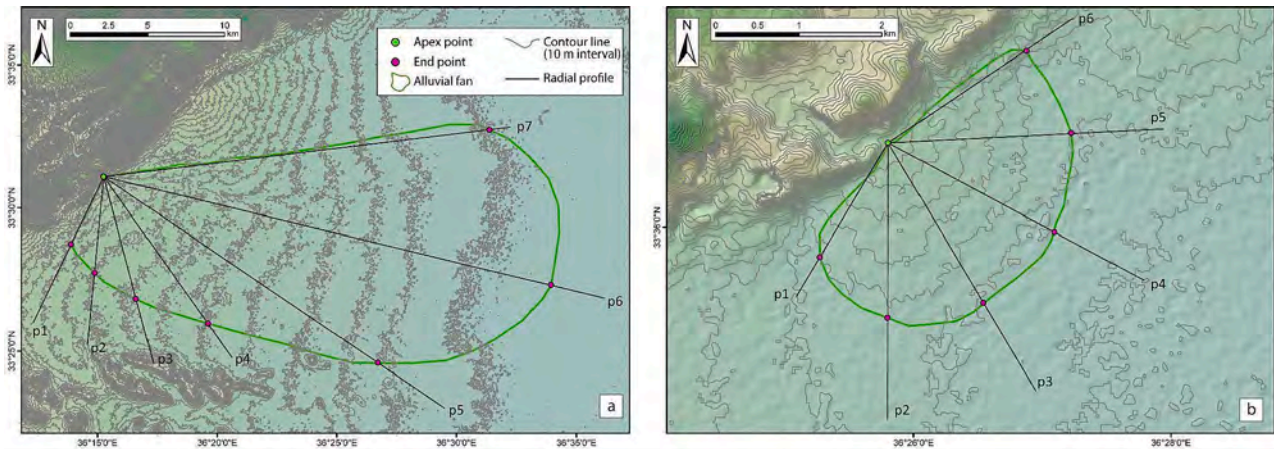 N
0 2.5 5 10
km
Apex point
End point
Alluvial fan
Contour line
(10 m interval)
Radial profile
33°35'0"N
33°30'0"N
33°25'0"N
p7
p6
p1
p2
p3
p4
p5
a
36°15'0"E 36°20'0"E 36°25'0"E 36°30'0"E 36°35'0"E
N
0 0.5 1 2
km
p6
p5
33°36'0"N
p1
p4
p3
p2
b
36°26'0"E 36°28'0"E